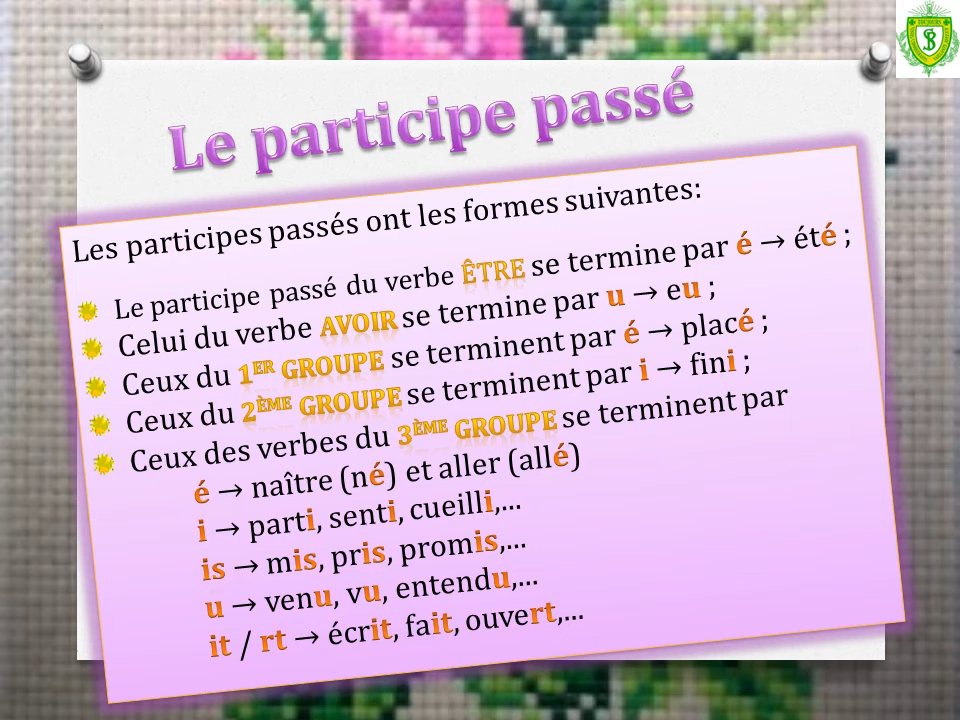 Le participe passé
Les participes passés ont les formes suivantes:
Le participe passé du verbe ÊTRE se termine par é → été ;
Celui du verbe AVOIR se termine par u → eu ;
Ceux du 1ER GROUPE se terminent par é → placé ;
Ceux du 2ÈME GROUPE se terminent par i → fini ;
Ceux des verbes du 3ÈME GROUPE se terminent par
é → naître (né) et aller (allé)
i → parti, senti, cueilli,...
is → mis, pris, promis,...
u → venu, vu, entendu,...
it / rt → écrit, fait, ouvert,...